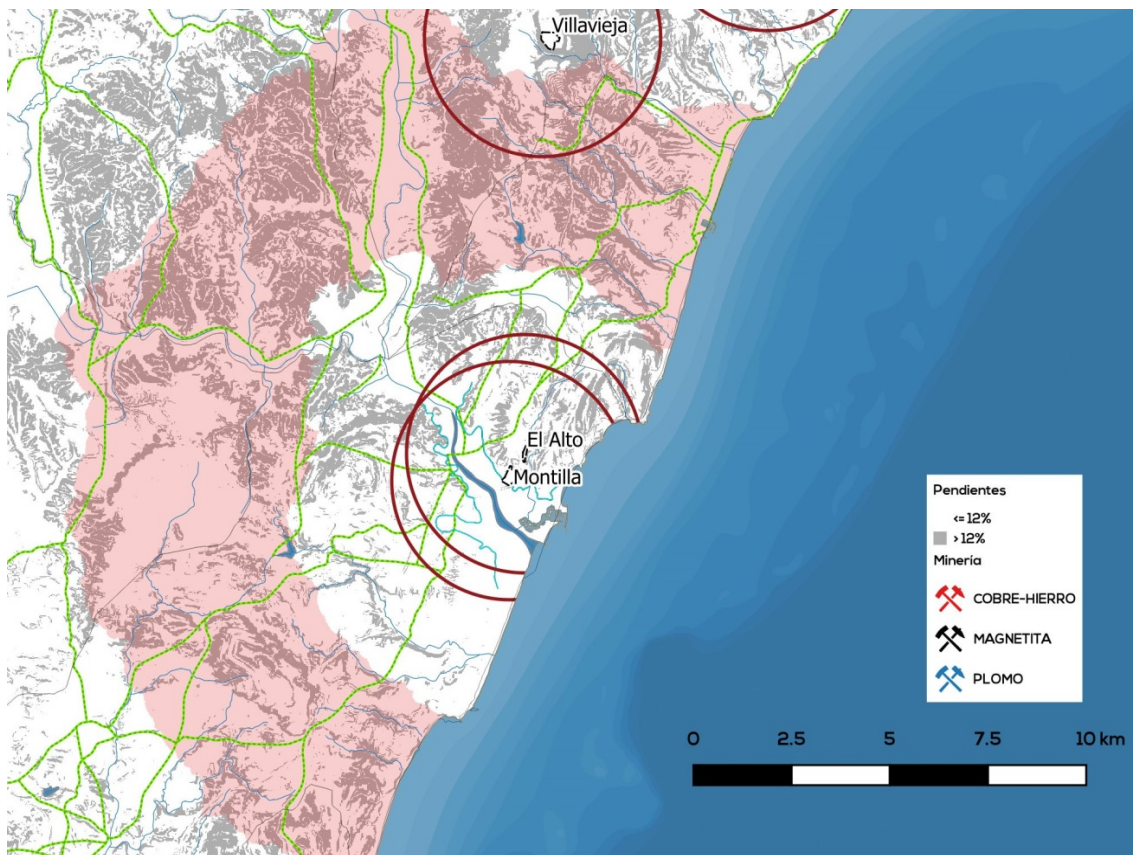 Villavieja
El Alto
Montilla
Pendientes
<= 12%
> 12%
Minería
COBRE-HIERRO
MAGNETITA
PLOMO
0 2.5 5 7.5 10 km